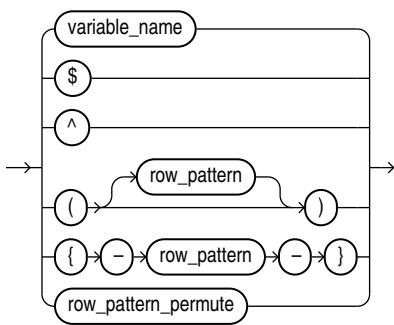 variable_name
$
^
row_pattern
( )
{ – row_pattern – }
row_pattern_permute